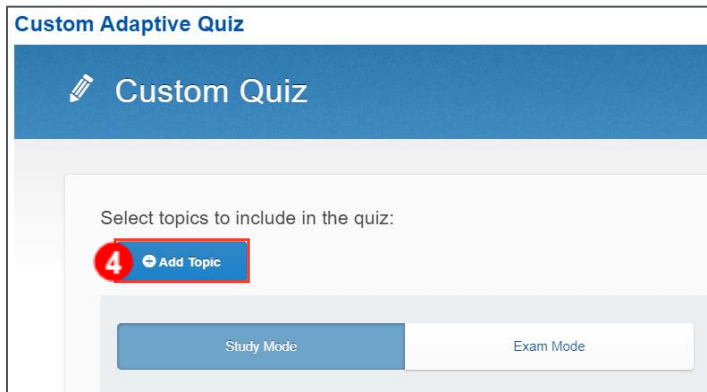 Custom Adaptive Quiz
Custom Quiz
Select topics to include in the quiz:
4 Add Topic
Study Mode Exam Mode